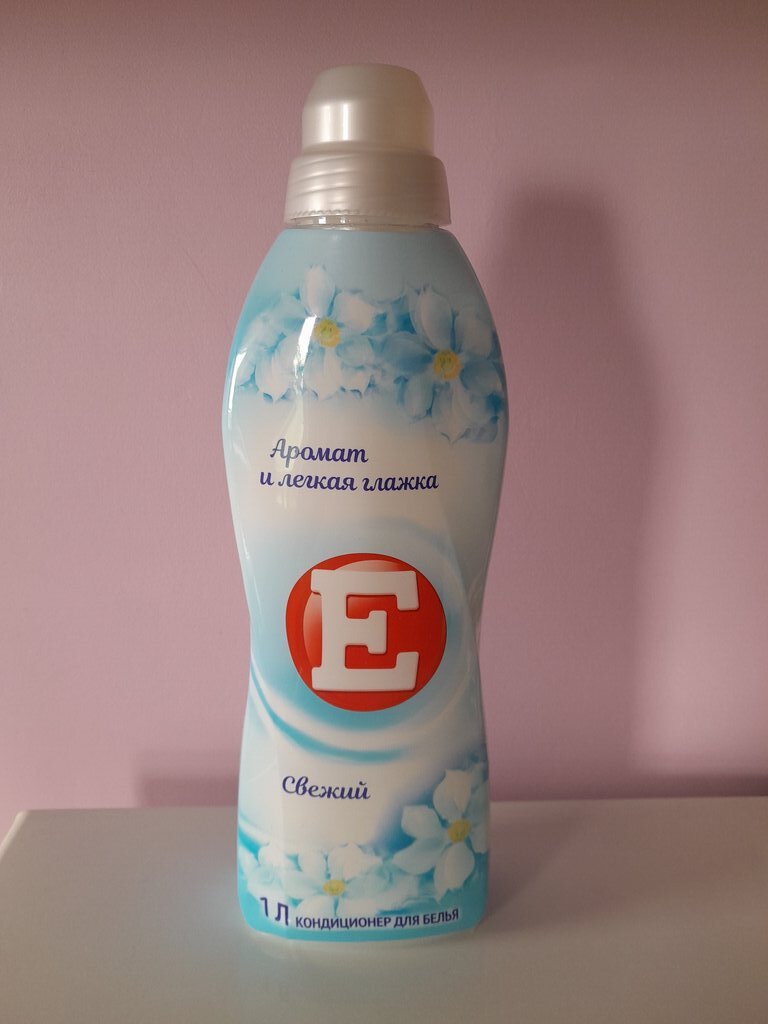 Аромат
и легкая глажка
E
Свежий
1 Л КОНДИЦИОНЕР ДЛЯ БЕЛЬЯ